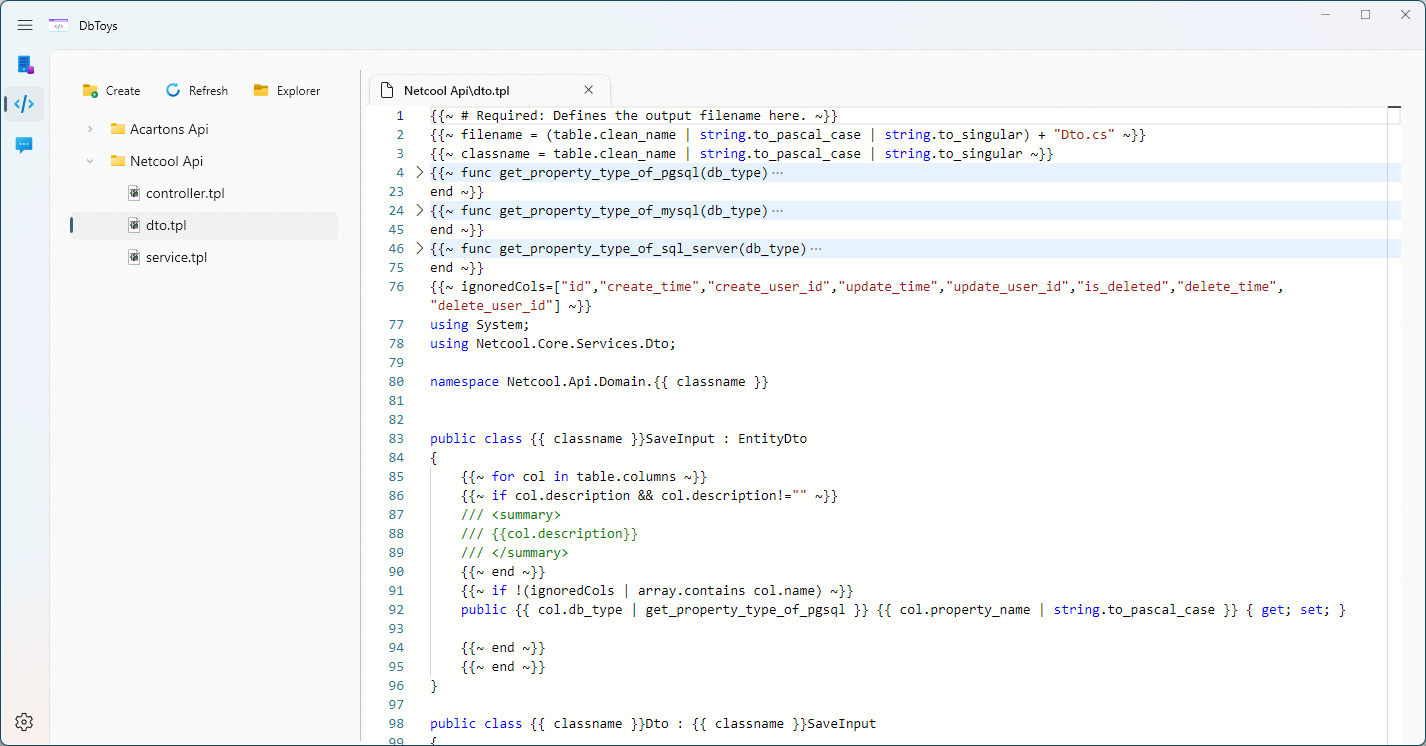 DbToys
Create Refresh Explorer
Acartons Api
Netcool Api
controller.tpl
dto.tpl
service.tpl
Netcool Api\dto.tpl
1 {{~ # Required: Defines the output filename here. ~}}
2 {{~ filename = (table.clean_name | string.to_pascal_case | string.to_singular) + "Dto.cs" ~}}
3 {{~ classname = table.clean_name | string.to_pascal_case | string.to_singular ~}}
4 {{~ func get_property_type_of_pgsql(db_type) ···
23 end ~}}
24 {{~ func get_property_type_of_mysql(db_type) ···
45 end ~}}
46 {{~ func get_property_type_of_sql_server(db_type) ···
75 end ~}}
76 {{~ ignoredCols=["id","create_time","create_user_id","update_time","update_user_id","is_deleted","delete_time",
"delete_user_id"] ~}}
77 using System;
78 using Netcool.Core.Services.Dto;
79
80 namespace Netcool.Api.Domain.{{ classname }}
81
82
83 public class {{ classname }}SaveInput : EntityDto
84 {
85 {{~ for col in table.columns ~}}
86 {{~ if col.description && col.description!="" ~}}
87 /// <summary>
88 /// {{col.description}}
89 /// </summary>
90 {{~ end ~}}
91 {{~ if !(ignoredCols | array.contains col.name) ~}}
92 public {{ col.db_type | get_property_type_of_pgsql }} {{ col.property_name | string.to_pascal_case }} { get; set; }
93
94 {{~ end ~}}
95 {{~ end ~}}
96 }
97
98 public class {{ classname }}Dto : {{ classname }}SaveInput
99 {